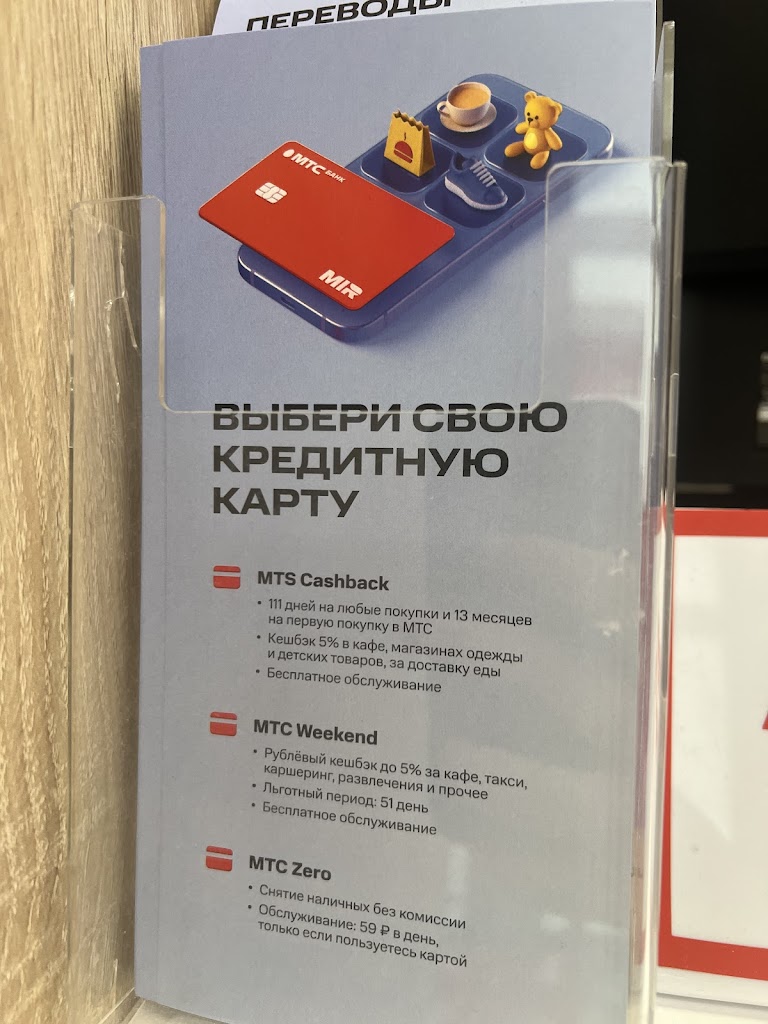 ПЕРЕВОДЫ
МТС БАНК
MIR
ВЫБЕРИ СВОЮ
КРЕДИТНУЮ
КАРТУ
MTS Cashback
• 111 дней на любые покупки и 13 месяцев
на первую покупку в МТС
• Кешбэк 5% в кафе, магазинах одежды
и детских товаров, за доставку еды
• Бесплатное обслуживание
МТС Weekend
• Рублёвый кешбэк до 5% за кафе, такси,
каршеринг, развлечения и прочее
• Льготный период: 51 день
• Бесплатное обслуживание
МТС Zero
• Снятие наличных без комиссии
• Обслуживание: 59 ₽ в день,
только если пользуетесь картой